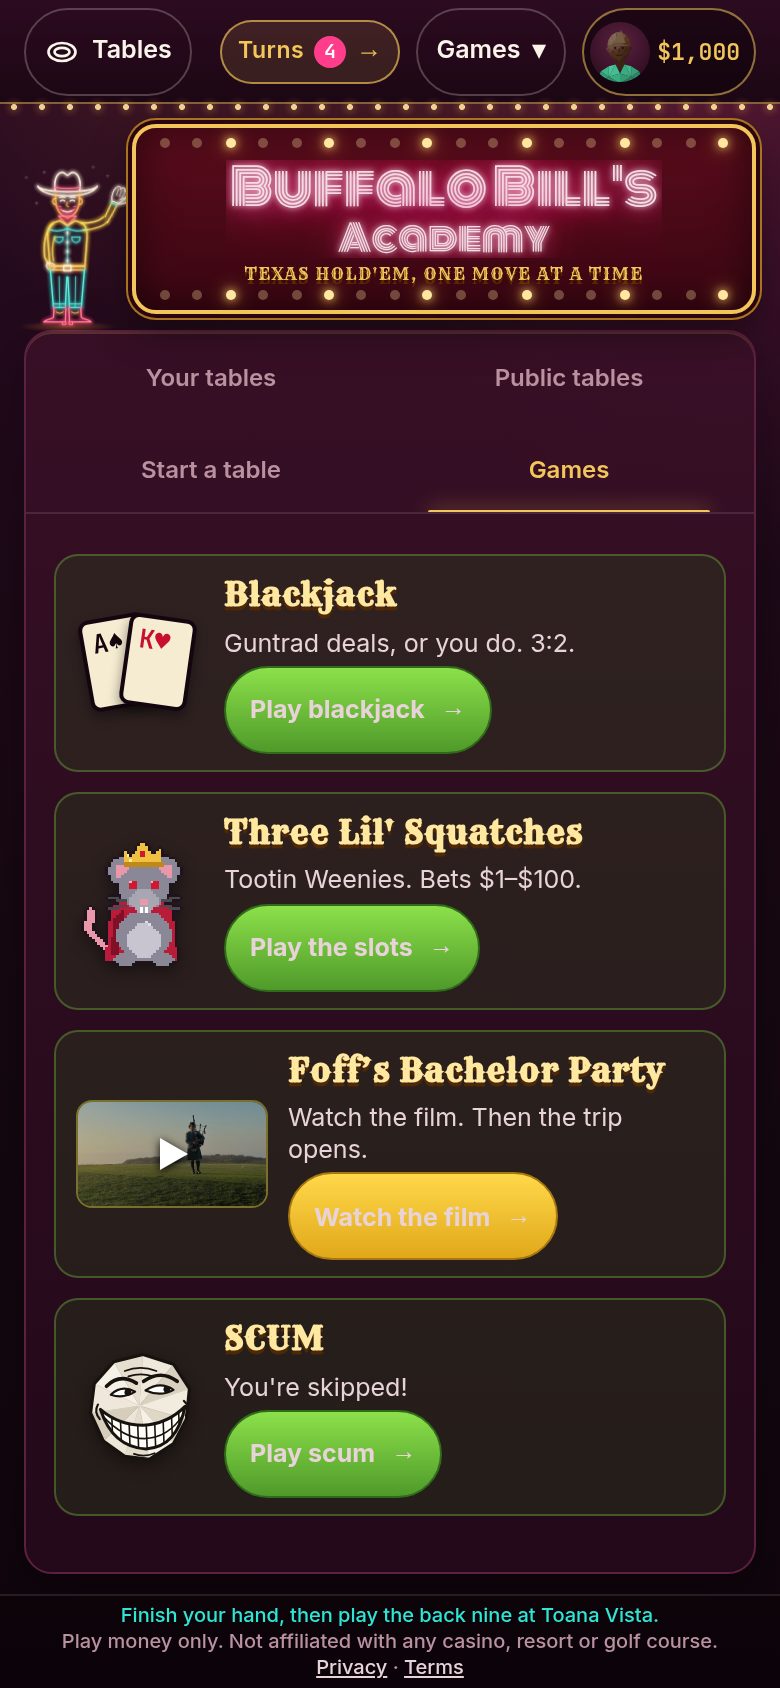 Tables
Turns 4 →
Games ▼
$1,000
Buffalo Bill's
Academy
TEXAS HOLD'EM, ONE MOVE AT A TIME
Your tables
Public tables
Start a table
Games
A♠ K♥
Blackjack
Guntrad deals, or you do. 3:2.
Play blackjack →
Three Lil' Squatches
Tootin Weenies. Bets $1–$100.
Play the slots →
Foff’s Bachelor Party
Watch the film. Then the trip
opens.
Watch the film →
SCUM
You're skipped!
Play scum →
Finish your hand, then play the back nine at Toana Vista.
Play money only. Not affiliated with any casino, resort or golf course.
Privacy · Terms